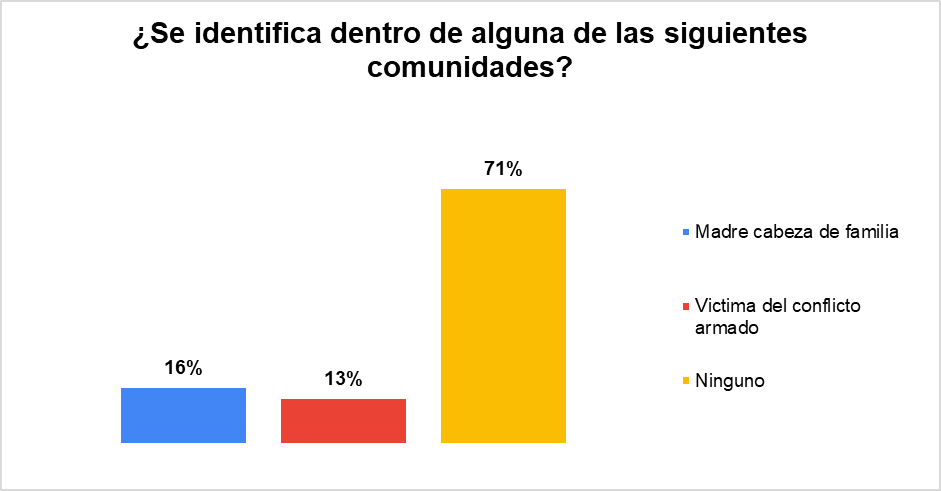 ¿Se identifica dentro de alguna de las siguientes
comunidades?
71%
16%
13%
Madre cabeza de familia
Victima del conflicto
armado
Ninguno